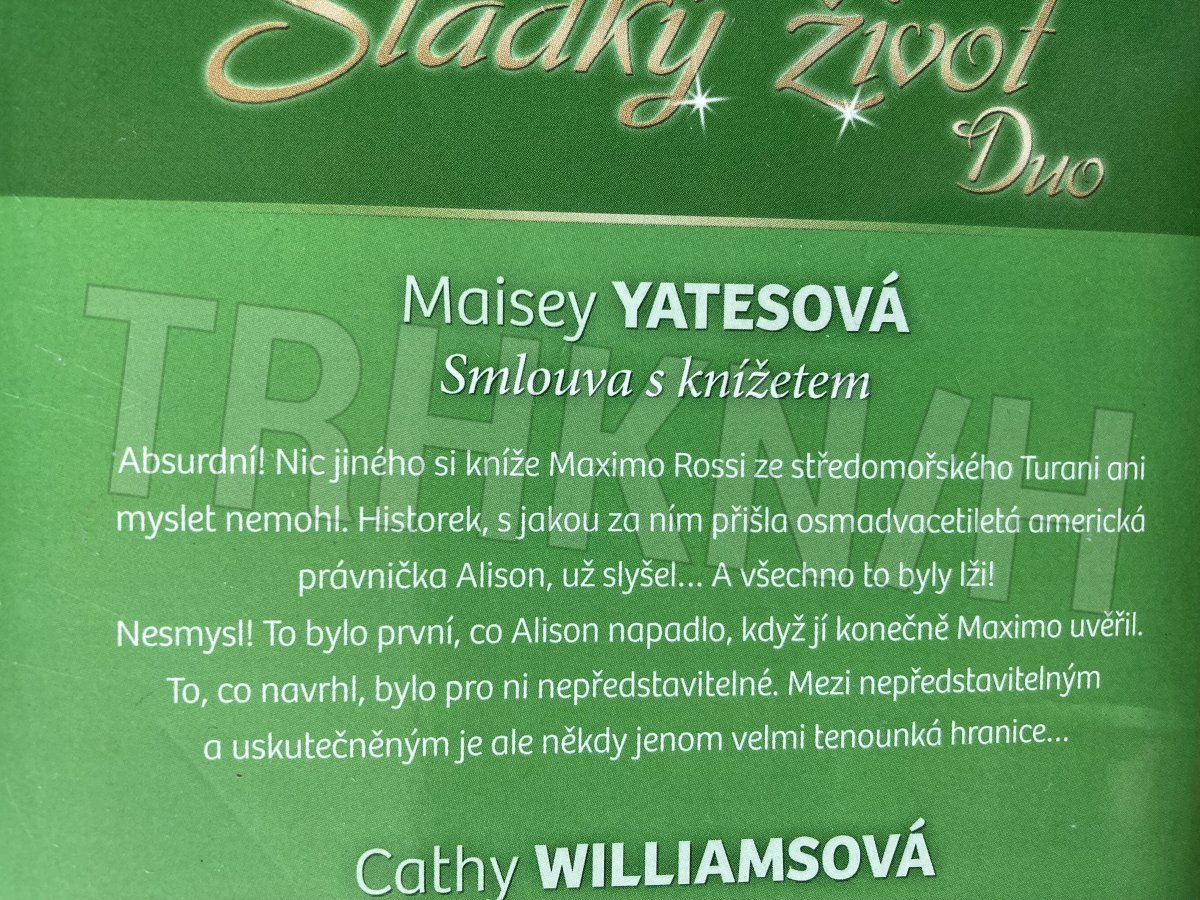 Sladký život
Duo
Maisey YATESOVÁ
Smlouva s knížetem
TRHKNIH
Absurdní! Nic jiného si kníže Maximo Rossi ze středomořského Turani ani
myslet nemohl. Historek, s jakou za ním přišla osmadvacetiletá americká
právnička Alison, už slyšel... A všechno to byly lži!
Nesmysl! To bylo první, co Alison napadlo, když jí konečně Maximo uvěřil.
To, co navrhl, bylo pro ni nepředstavitelné. Mezi nepředstavitelným
a uskutečněným je ale někdy jenom velmi tenounká hranice...
Cathy WILLIAMSOVÁ